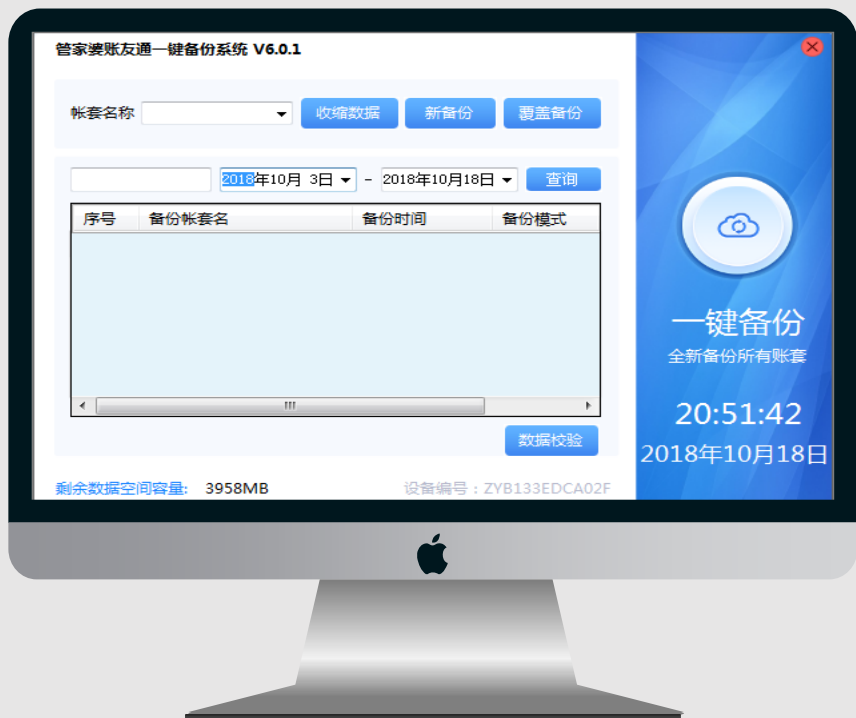 管家婆账友通一键备份系统 V6.0.1
帐套名称 收缩数据 新备份 覆盖备份
2018年10月 3日 - 2018年10月18日 查询
序号 备份帐套名 备份时间 备份模式
数据校验
剩余数据空间容量: 3958MB 设备编号：ZYB133EDCA02F
一键备份
全新备份所有账套
20:51:42
2018年10月18日